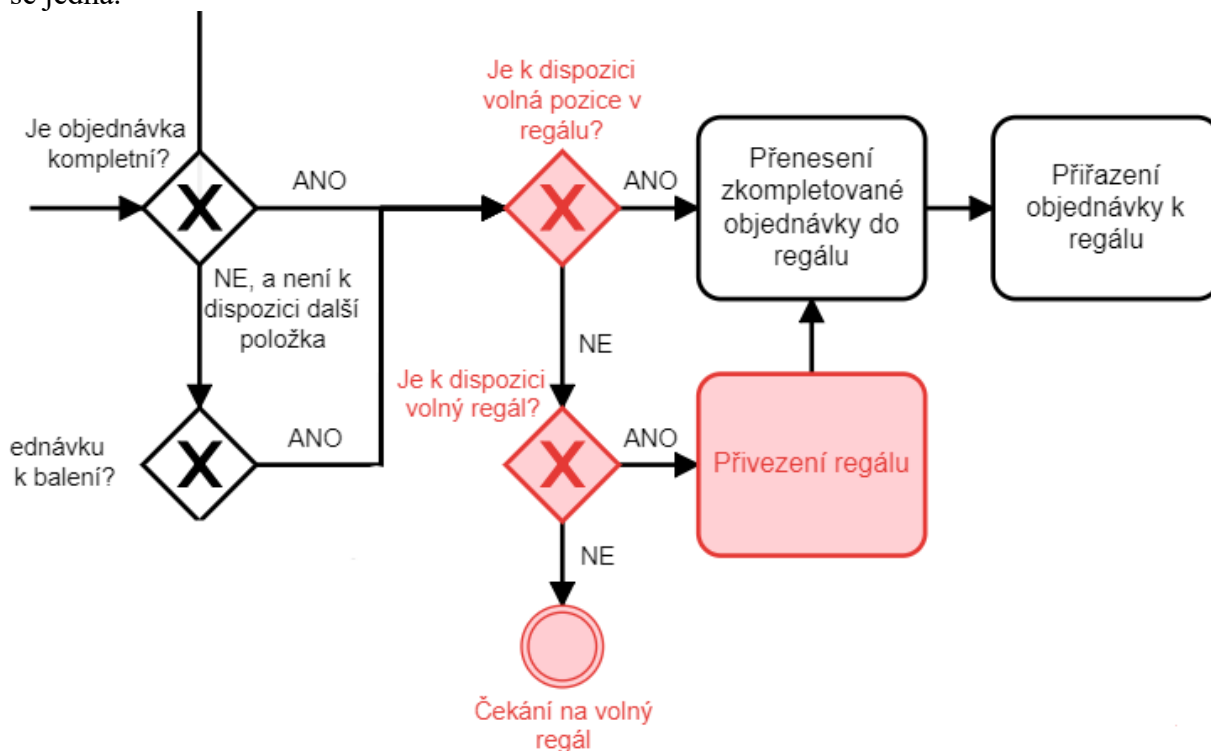 se jedná.
Je k dispozici
volná pozice v
regálu?
Je objednávka
kompletní?
X
ANO
X
ANO
Přenesení
zkompletované
objednávky do
regálu
Přiřazení
objednávky k
regálu
NE, a není k
dispozici další
položka
NE
Je k dispozici
volný regál?
ednávku
k balení?
X
ANO
X
ANO
Přivezení regálu
NE
Čekání na volný
regál